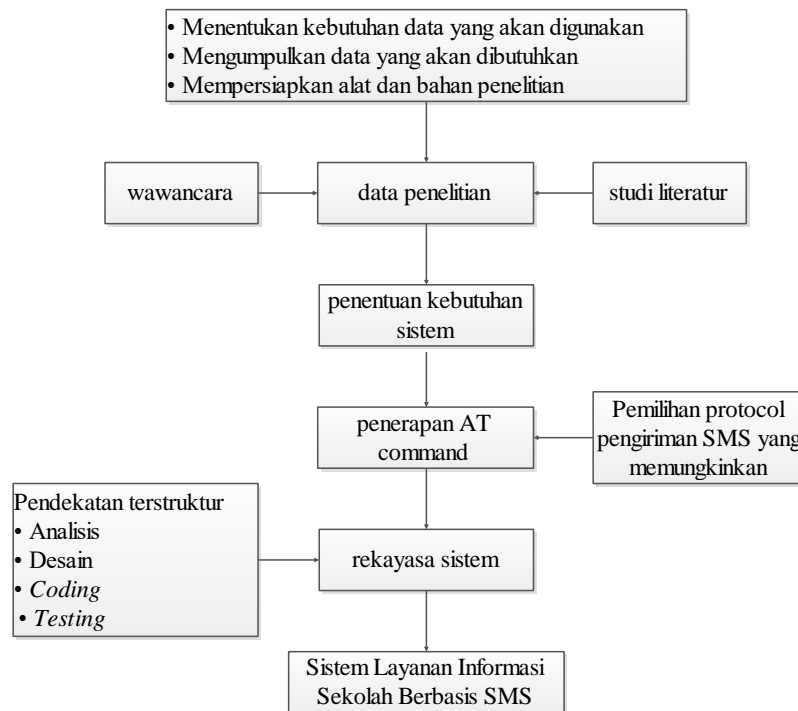 • Menentukan kebutuhan data yang akan digunakan
• Mengumpulkan data yang akan dibutuhkan
• Mempersiapkan alat dan bahan penelitian
wawancara
data penelitian
studi literatur
penentuan kebutuhan
sistem
penerapan AT
command
Pemilihan protocol
pengiriman SMS yang
memungkinkan
Pendekatan terstruktur
• Analisis
• Desain
• Coding
• Testing
rekayasa sistem
Sistem Layanan Informasi
Sekolah Berbasis SMS